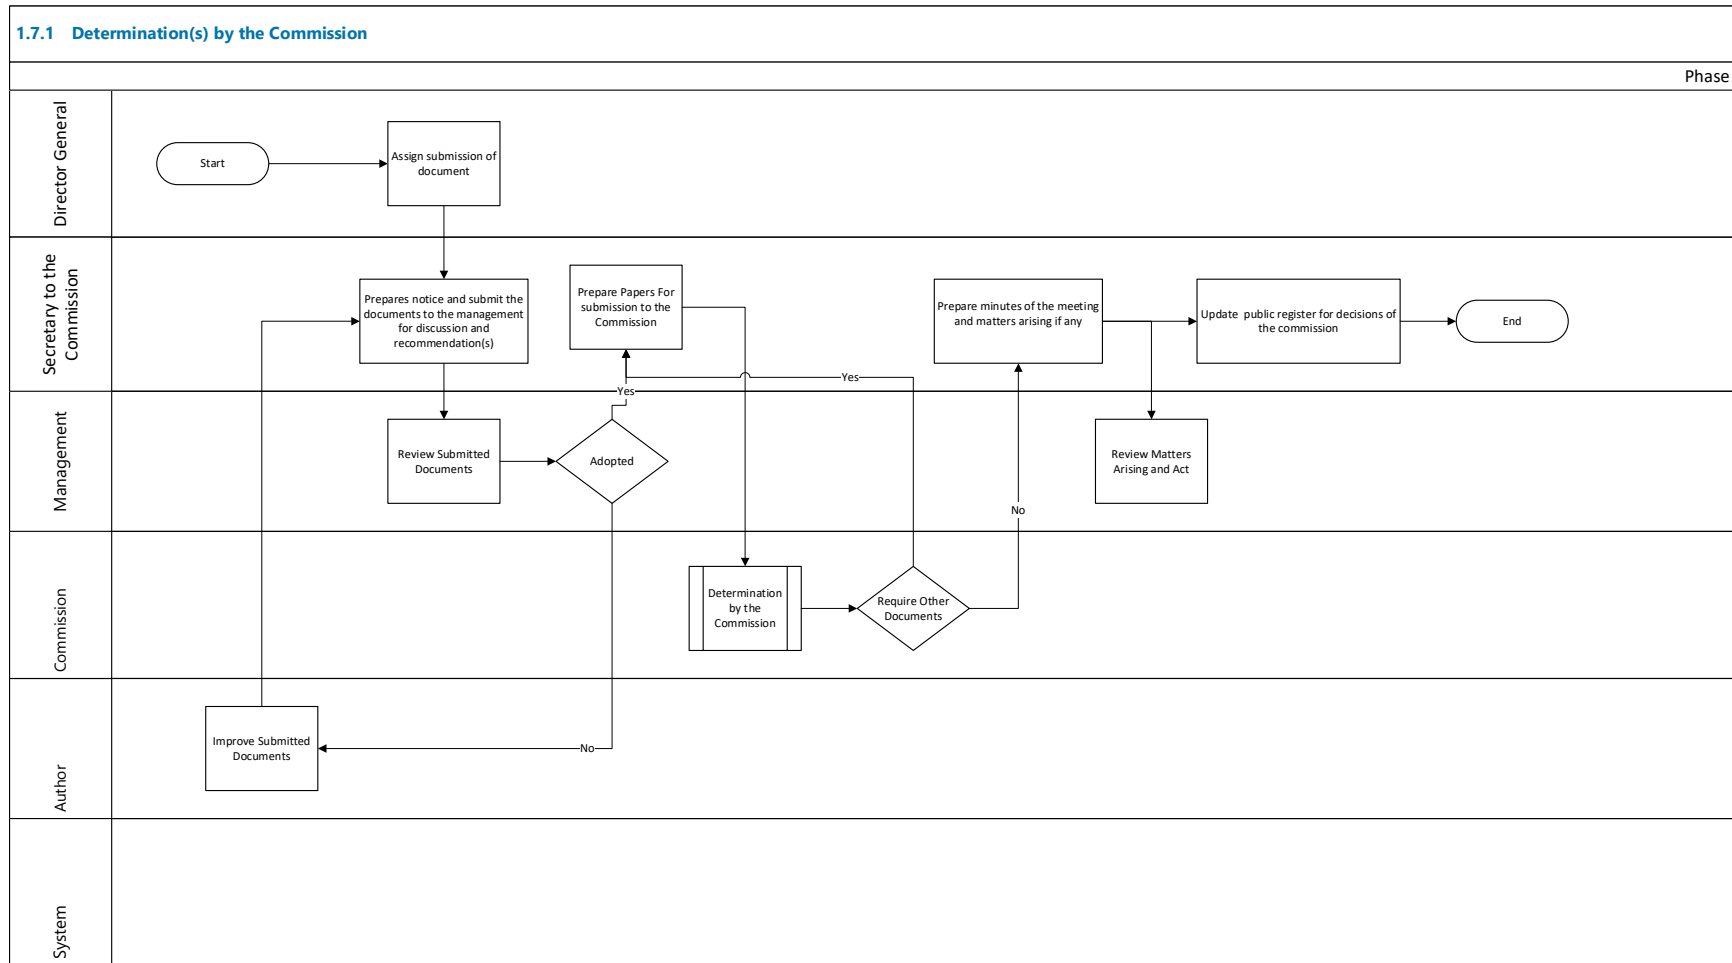 1.7.1 Determination(s) by the Commission
Phase
Director General
Start
Assign submission of
document
Secretary to the
Commission
Prepares notice and submit the
documents to the management
for discussion and
recommendation(s)
Prepare Papers For
submission to the
Commission
Prepare minutes of the meeting
and matters arising if any
Update public register for decisions of
the commission
End
Yes
Yes
Management
Review Submitted
Documents
Adopted
Review Matters
Arising and Act
No
Commission
Determination
by the
Commission
Require Other
Documents
Author
Improve Submitted
Documents
No
System